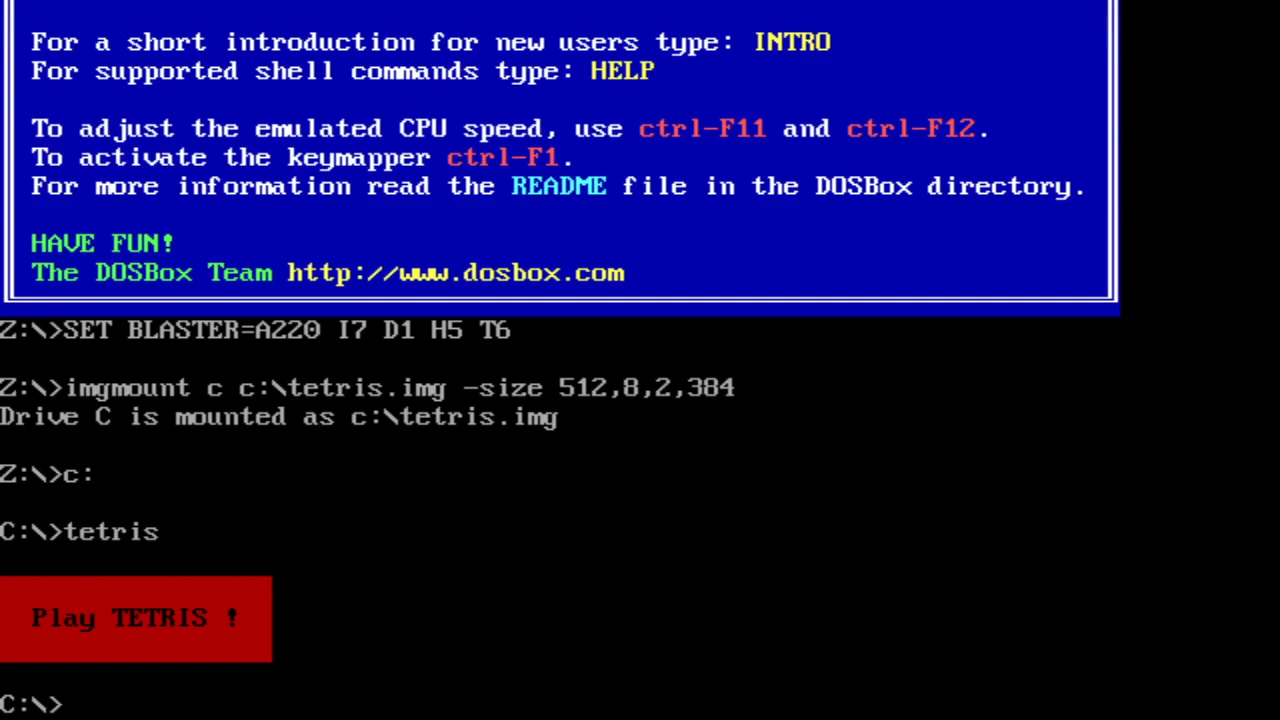 For a short introduction for new users type: INTRO
For supported shell commands type: HELP
To adjust the emulated CPU speed, use ctrl-F11 and ctrl-F12.
To activate the keymapper ctrl-F1.
For more information read the README file in the DOSBox directory.
HAVE FUN!
The DOSBox Team http://www.dosbox.com
Z:\>SET BLASTER=A220 I7 D1 H5 T6
Z:\>imgmount c c:\tetris.img -size 512,8,2,384
Drive C is mounted as c:\tetris.img
Z:\>c:
C:\>tetris
Play TETRIS !
C:\>